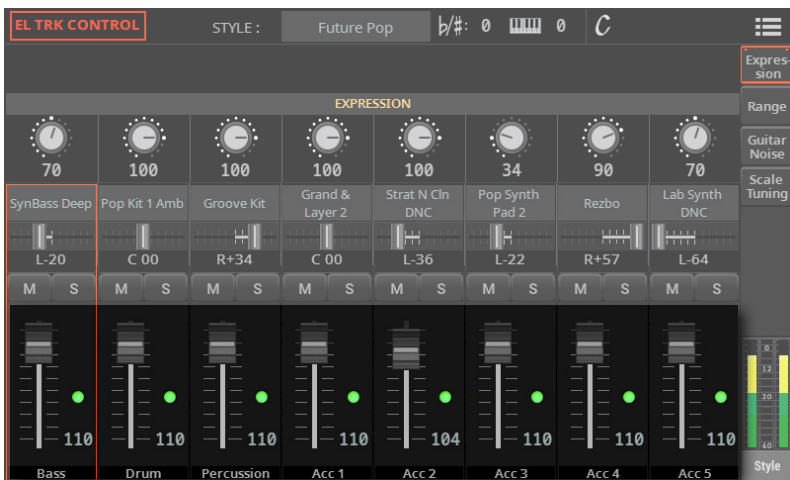 EL TRK CONTROL STYLE : Future Pop ♭/♯: 0 0 C
Expres-
sion
Range
Guitar
Noise
Scale
Tuning
EXPRESSION
70 100 100 100 100 34 90 70
SynBass Deep Pop Kit 1 Amb Groove Kit Grand & Layer 2 Strat N Cln DNC Pop Synth Pad 2 Rezbo Lab Synth DNC
L-20 C 00 R+34 C 00 L-36 L-22 R+57 L-64
M S M S M S M S M S M S M S M S
0
12
20
40
110 110 110 110 104 110 110 110
Bass Drum Percussion Acc 1 Acc 2 Acc 3 Acc 4 Acc 5
Style